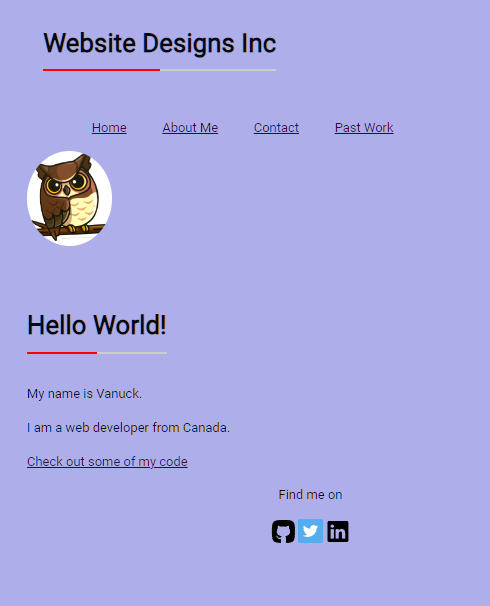 Website Designs Inc
Home About Me Contact Past Work
Hello World!
My name is Vanuck.
I am a web developer from Canada.
Check out some of my code
Find me on
in